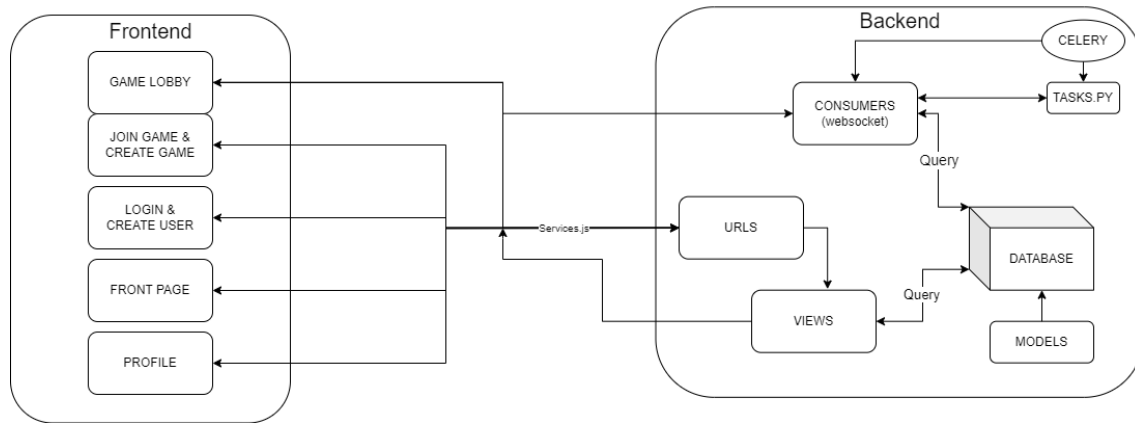 Frontend
GAME LOBBY
JOIN GAME &
CREATE GAME
LOGIN &
CREATE USER
FRONT PAGE
PROFILE
Services.js
Backend
CELERY
CONSUMERS
(websocket)
TASKS.PY
Query
URLS
DATABASE
Query
VIEWS
MODELS